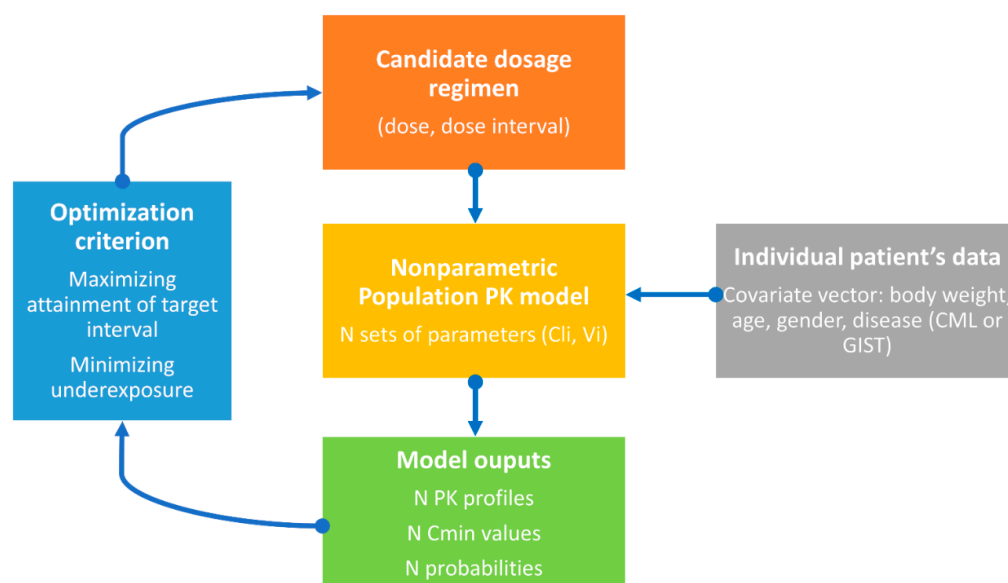 Candidate dosage
regimen
(dose, dose interval)
Optimization
criterion
Maximizing
attainment of target
interval
Minimizing
underexposure
Nonparametric
Population PK model
N sets of parameters (Cli, Vi)
Individual patient's data
Covariate vector: body weight,
age, gender, disease (CML or
GIST)
Model ouputs
N PK profiles
N Cmin values
N probabilities